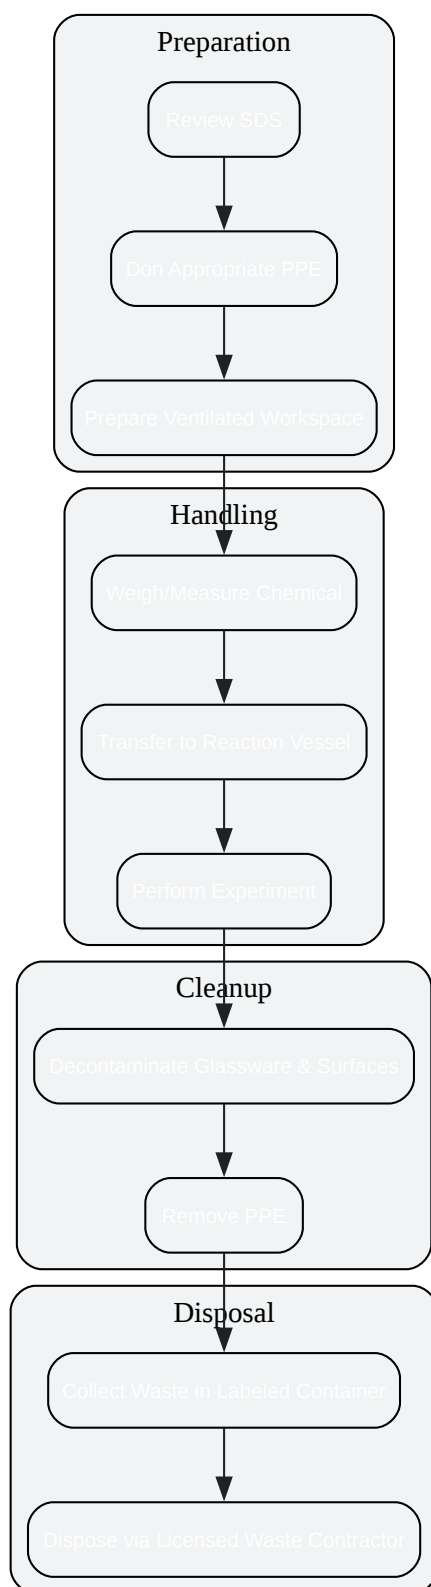 Preparation
Review SDS
Don Appropriate PPE
Prepare Ventilated Workspace
Handling
Weigh/Measure Chemical
Transfer to Reaction Vessel
Perform Experiment
Cleanup
Decontaminate Glassware & Surfaces
Remove PPE
Disposal
Collect Waste in Labeled Container
Dispose via Licensed Waste Contractor